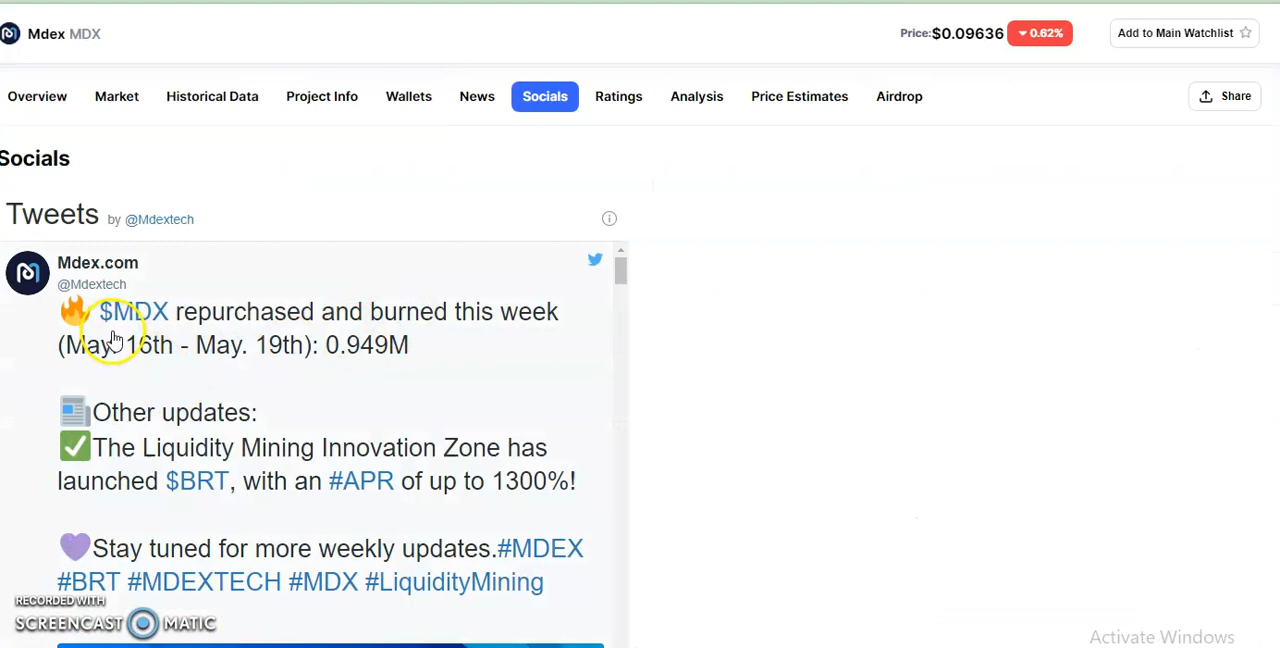 Mdex MDX
Price:$0.09636 0.62% Add to Main Watchlist
Overview Market Historical Data Project Info Wallets News Socials Ratings Analysis Price Estimates Airdrop Share
Socials
Tweets by @Mdextech
Mdex.com
@Mdextech
$MDX repurchased and burned this week
(May. 16th - May. 19th): 0.949M
Other updates:
The Liquidity Mining Innovation Zone has
launched $BRT, with an #APR of up to 1300%!
Stay tuned for more weekly updates.#MDEX
#BRT #MDEXTECH #MDX #LiquidityMining
RECORDED WITH
SCREENCAST MATIC
Activate Windows